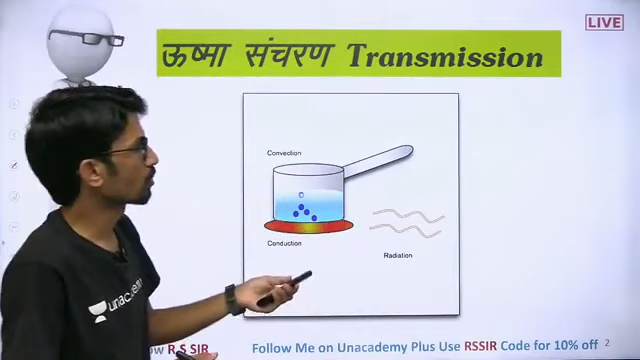 LIVE
ऊष्मा संचरण Transmission
Convection
Conduction
Radiation
unacademy
R S SIR
Follow Me on Unacademy Plus Use RSSIR Code for 10% off
2